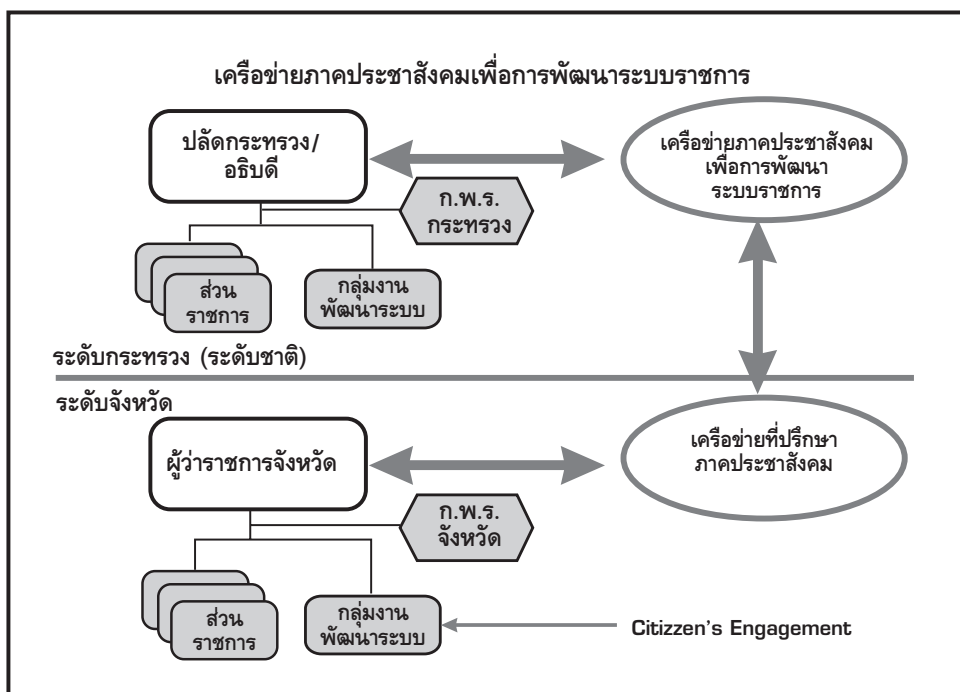 เครือข่ายภาคประชาสังคมเพื่อการพัฒนาระบบราชการ
ปลัดกระทรวง/
อธิบดี
เครือข่ายภาคประชาสังคม
เพื่อการพัฒนา
ระบบราชการ
ก.พ.ร.
กระทรวง
ส่วน
ราชการ
กลุ่มงาน
พัฒนาระบบ
ระดับกระทรวง (ระดับชาติ)
ระดับจังหวัด
ผู้ว่าราชการจังหวัด
เครือข่ายที่ปรึกษา
ภาคประชาสังคม
ก.พ.ร.
จังหวัด
ส่วน
ราชการ
กลุ่มงาน
พัฒนาระบบ
Citizzen's Engagement